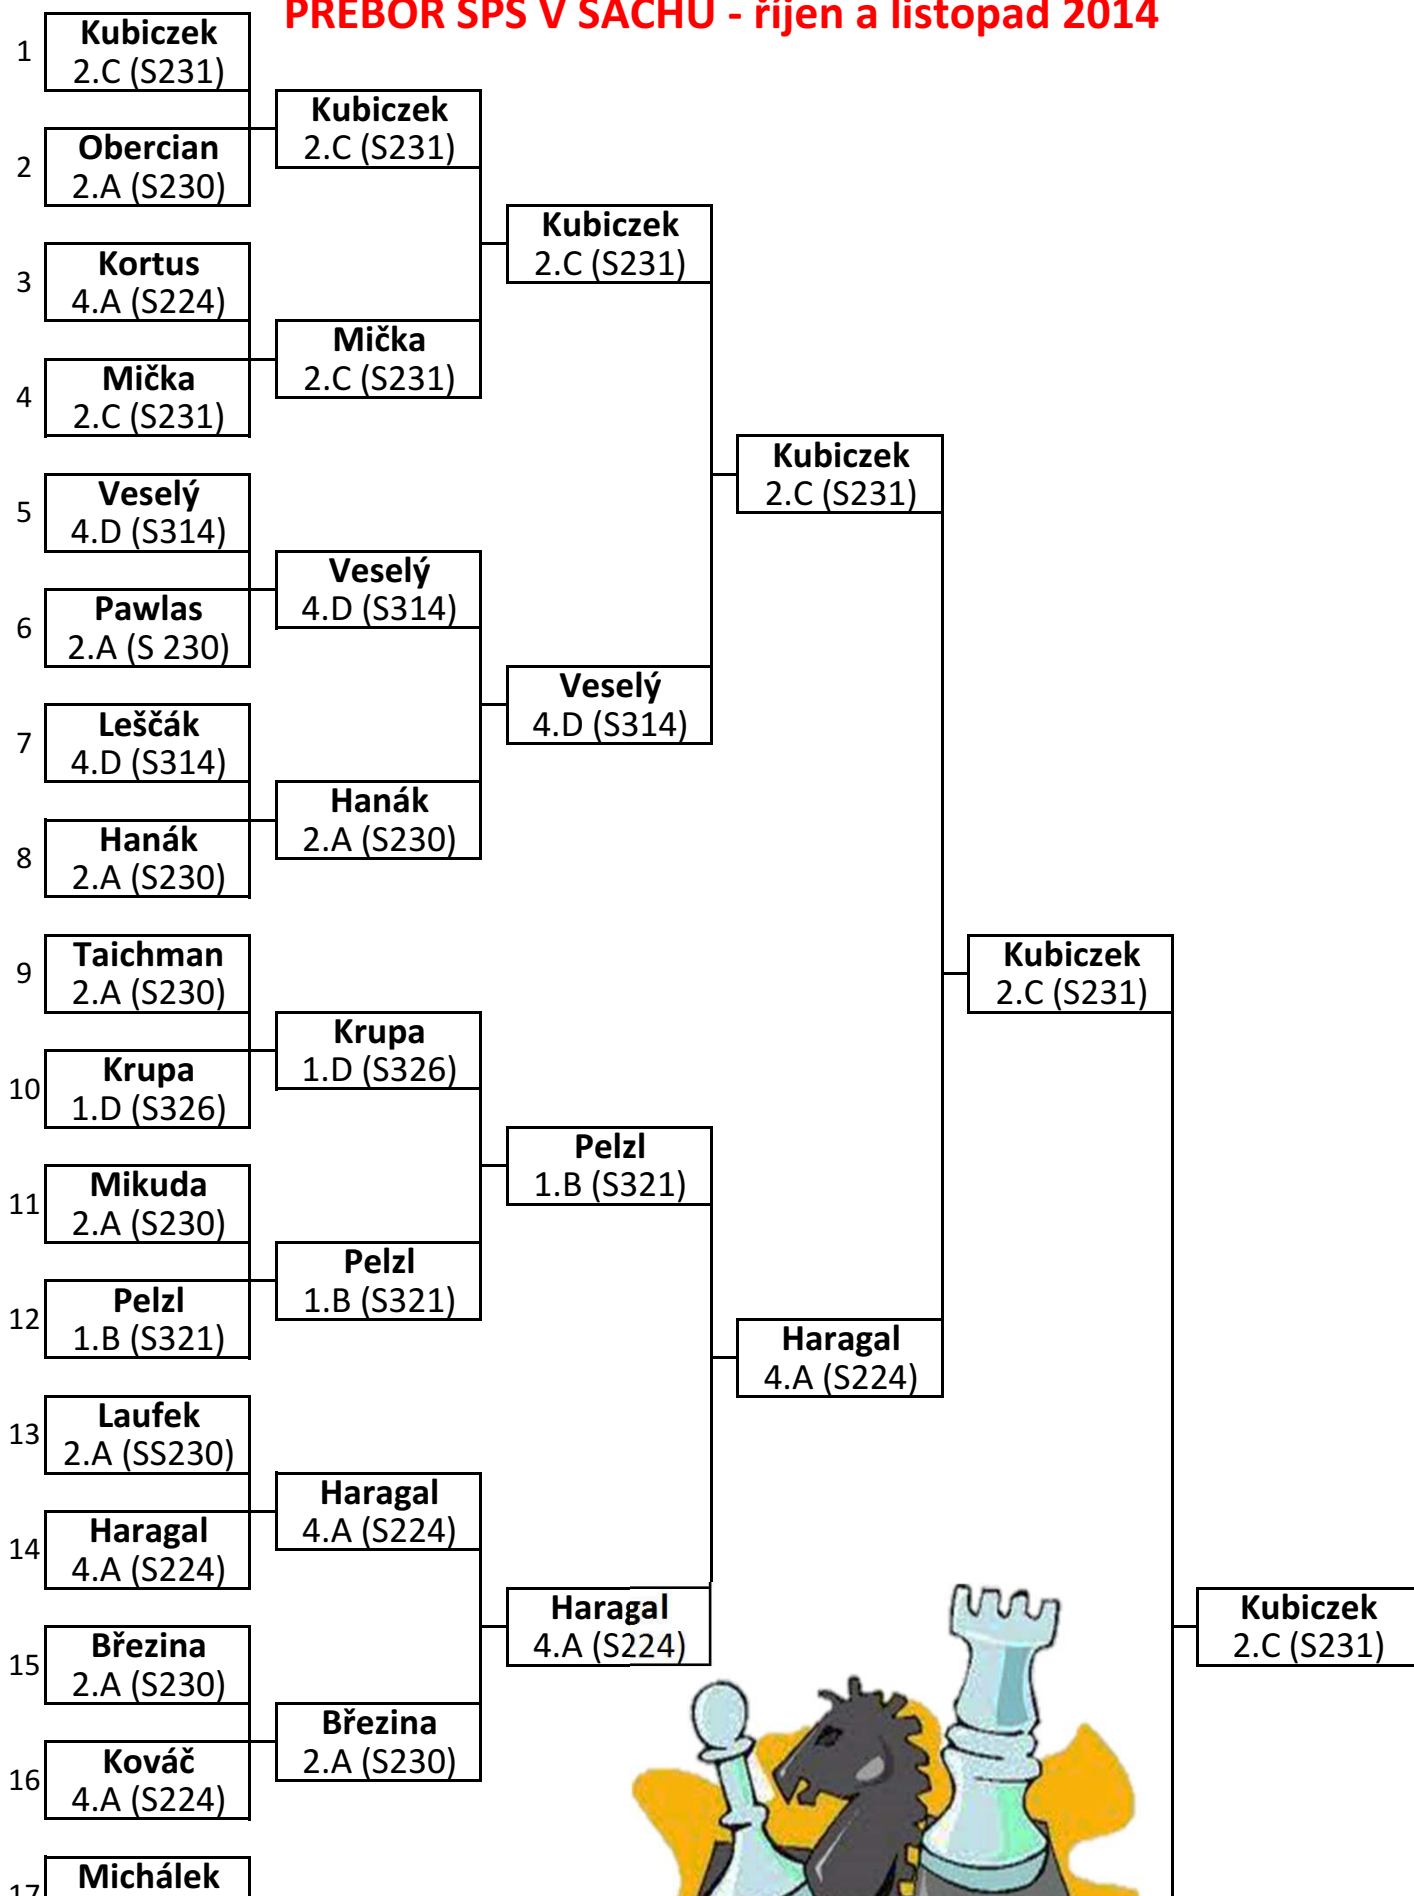 PŘEBOR SPŠ V ŠACHU - říjen a listopad 2014
1
Kubiczek
2.C (S231)
2
Obercian
2.A (S230)
3
Kortus
4.A (S224)
4
Mička
2.C (S231)
5
Veselý
4.D (S314)
6
Pawlas
2.A (S 230)
7
Leščák
4.D (S314)
8
Hanák
2.A (S230)
9
Taichman
2.A (S230)
10
Krupa
1.D (S326)
11
Mikuda
2.A (S230)
12
Pelzl
1.B (S321)
13
Laufek
2.A (SS230)
14
Haragal
4.A (S224)
15
Březina
2.A (S230)
16
Kováč
4.A (S224)
17
Michálek
Kubiczek
2.C (S231)
Mička
2.C (S231)
Veselý
4.D (S314)
Hanák
2.A (S230)
Krupa
1.D (S326)
Pelzl
1.B (S321)
Haragal
4.A (S224)
Březina
2.A (S230)
Kubiczek
2.C (S231)
Veselý
4.D (S314)
Pelzl
1.B (S321)
Haragal
4.A (S224)
Kubiczek
2.C (S231)
Haragal
4.A (S224)
Kubiczek
2.C (S231)
Kubiczek
2.C (S231)